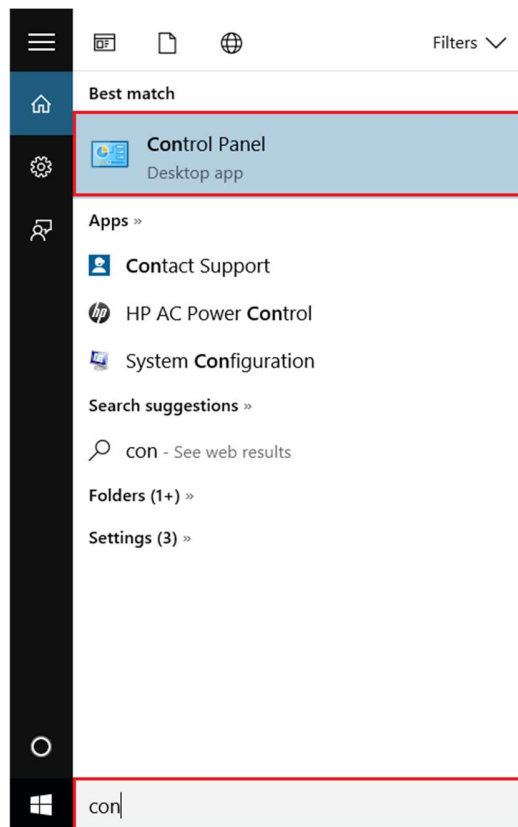 Filters
Best match
Control Panel
Desktop app
Apps »
Contact Support
hp HP AC Power Control
System Configuration
Search suggestions »
con - See web results
Folders (1+) »
Settings (3) »
con